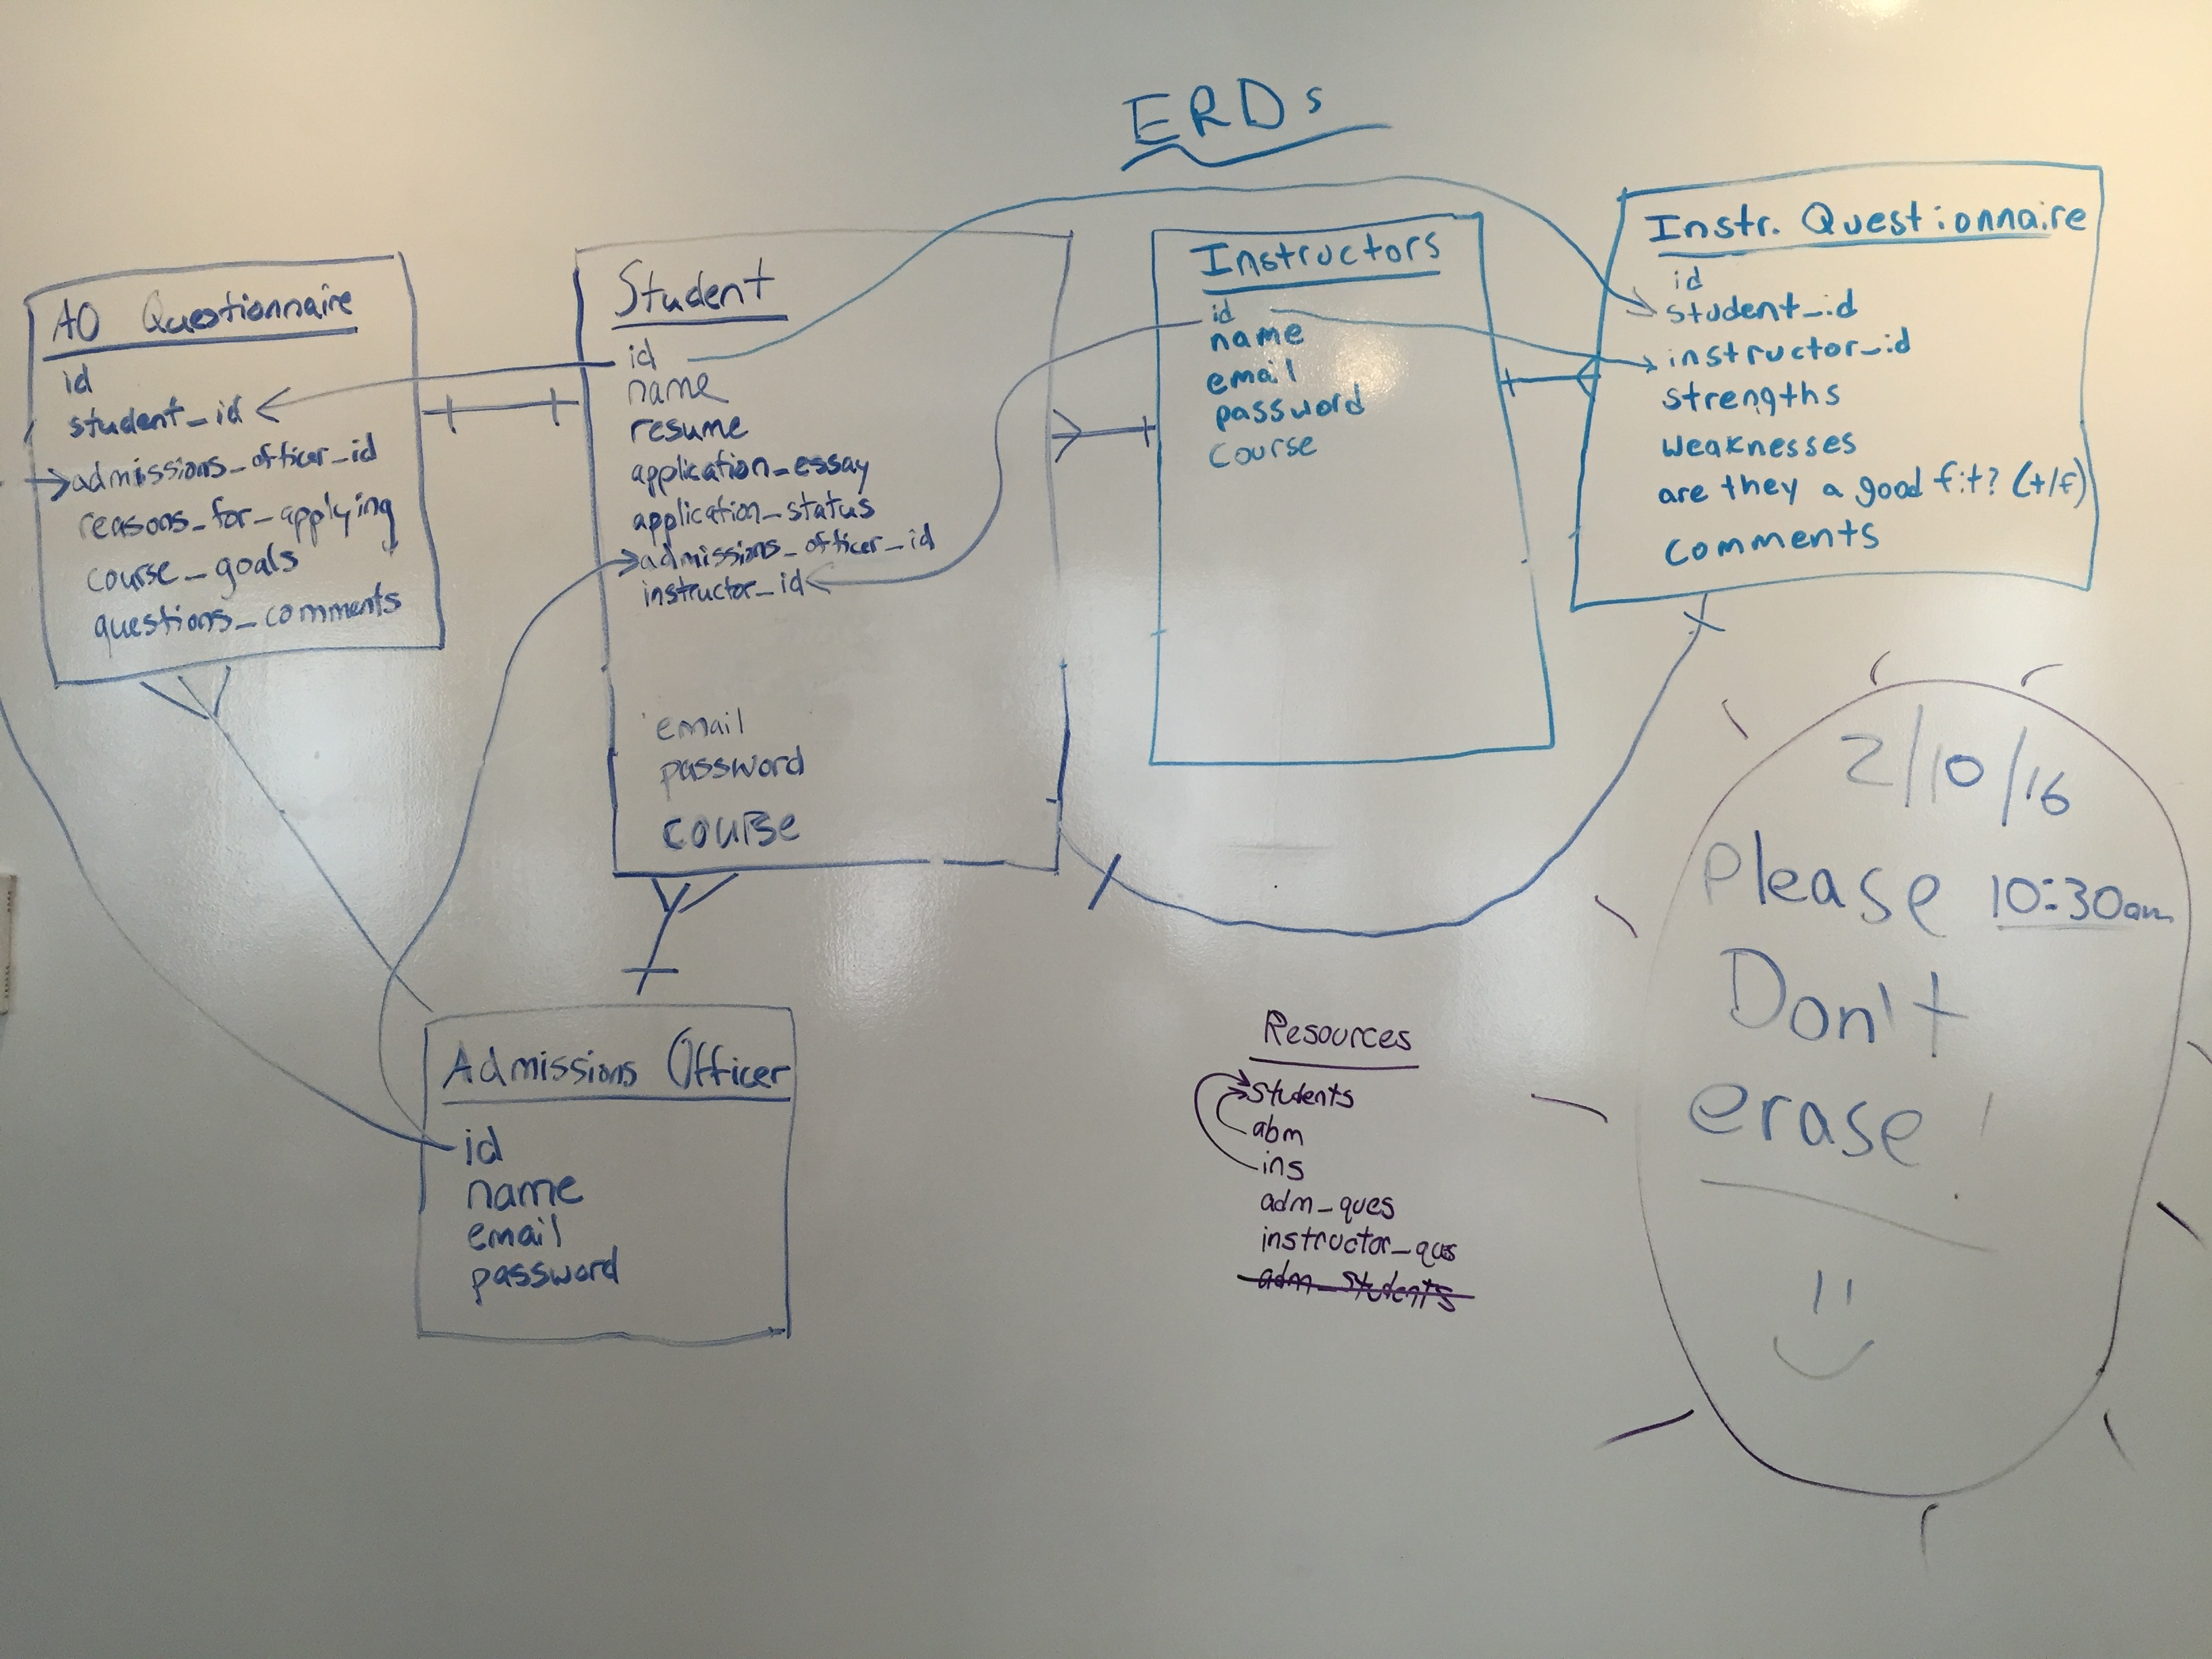 ERDs
AO Questionnaire
id
student_id
admissions_officer_id
reasons_for_applying
course_goals
questions_comments
Student
id
name
resume
application_essay
application_status
admissions_officer_id
instructor_id
email
password
course
Instructors
id
name
email
password
course
Instr. Questionnaire
id
student_id
instructor_id
strengths
weaknesses
are they a good fit? (t/f)
comments
Admissions Officer
id
name
email
password
Resources
students
abm
ins
adm_ques
instructor_qus
adm_students
2/10/16
Please 10:30am
Don't
erase!